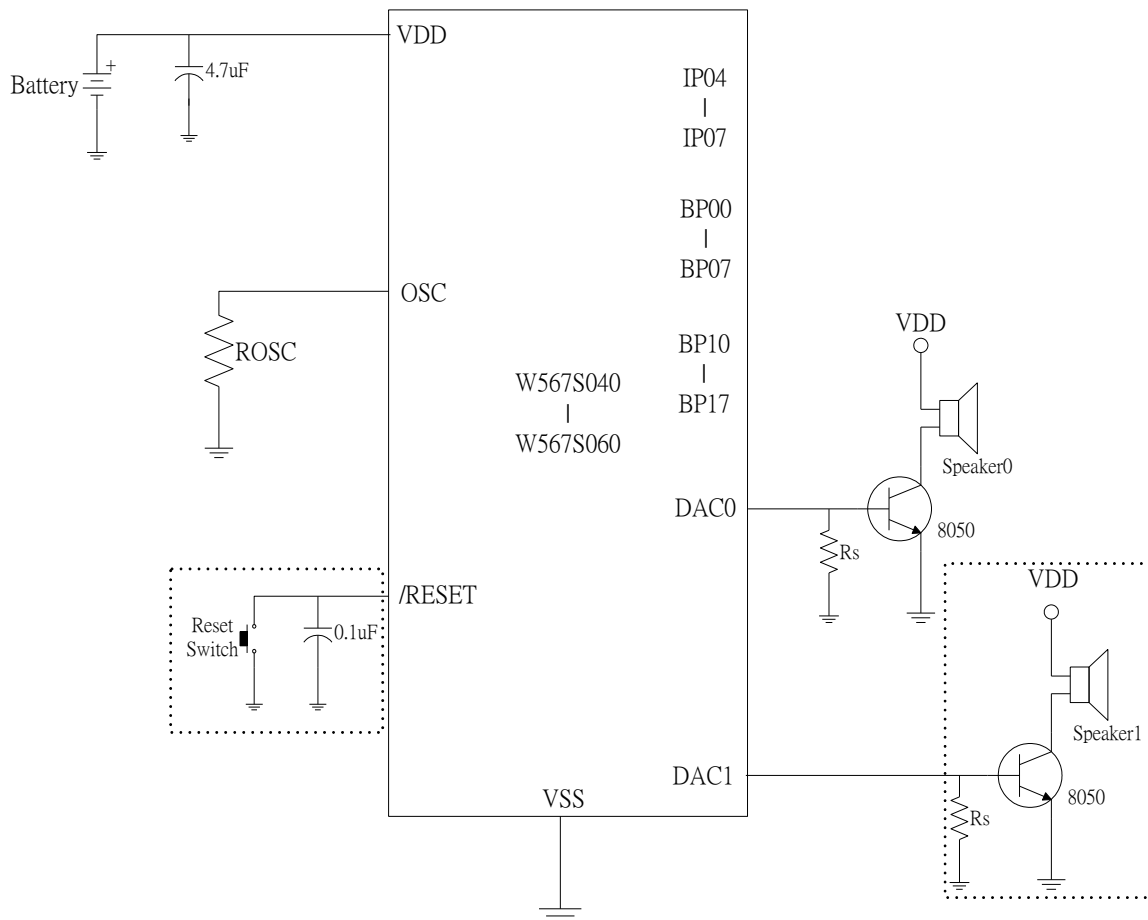 VDD
+
Battery
4.7uF
IP04
|
IP07
BP00
|
BP07
OSC
ROSC
BP10
|
BP17
W567S040
|
W567S060
VDD
Speaker0
DAC0
8050
Rs
/RESET
Reset
Switch
0.1uF
VDD
Speaker1
DAC1
8050
Rs
VSS